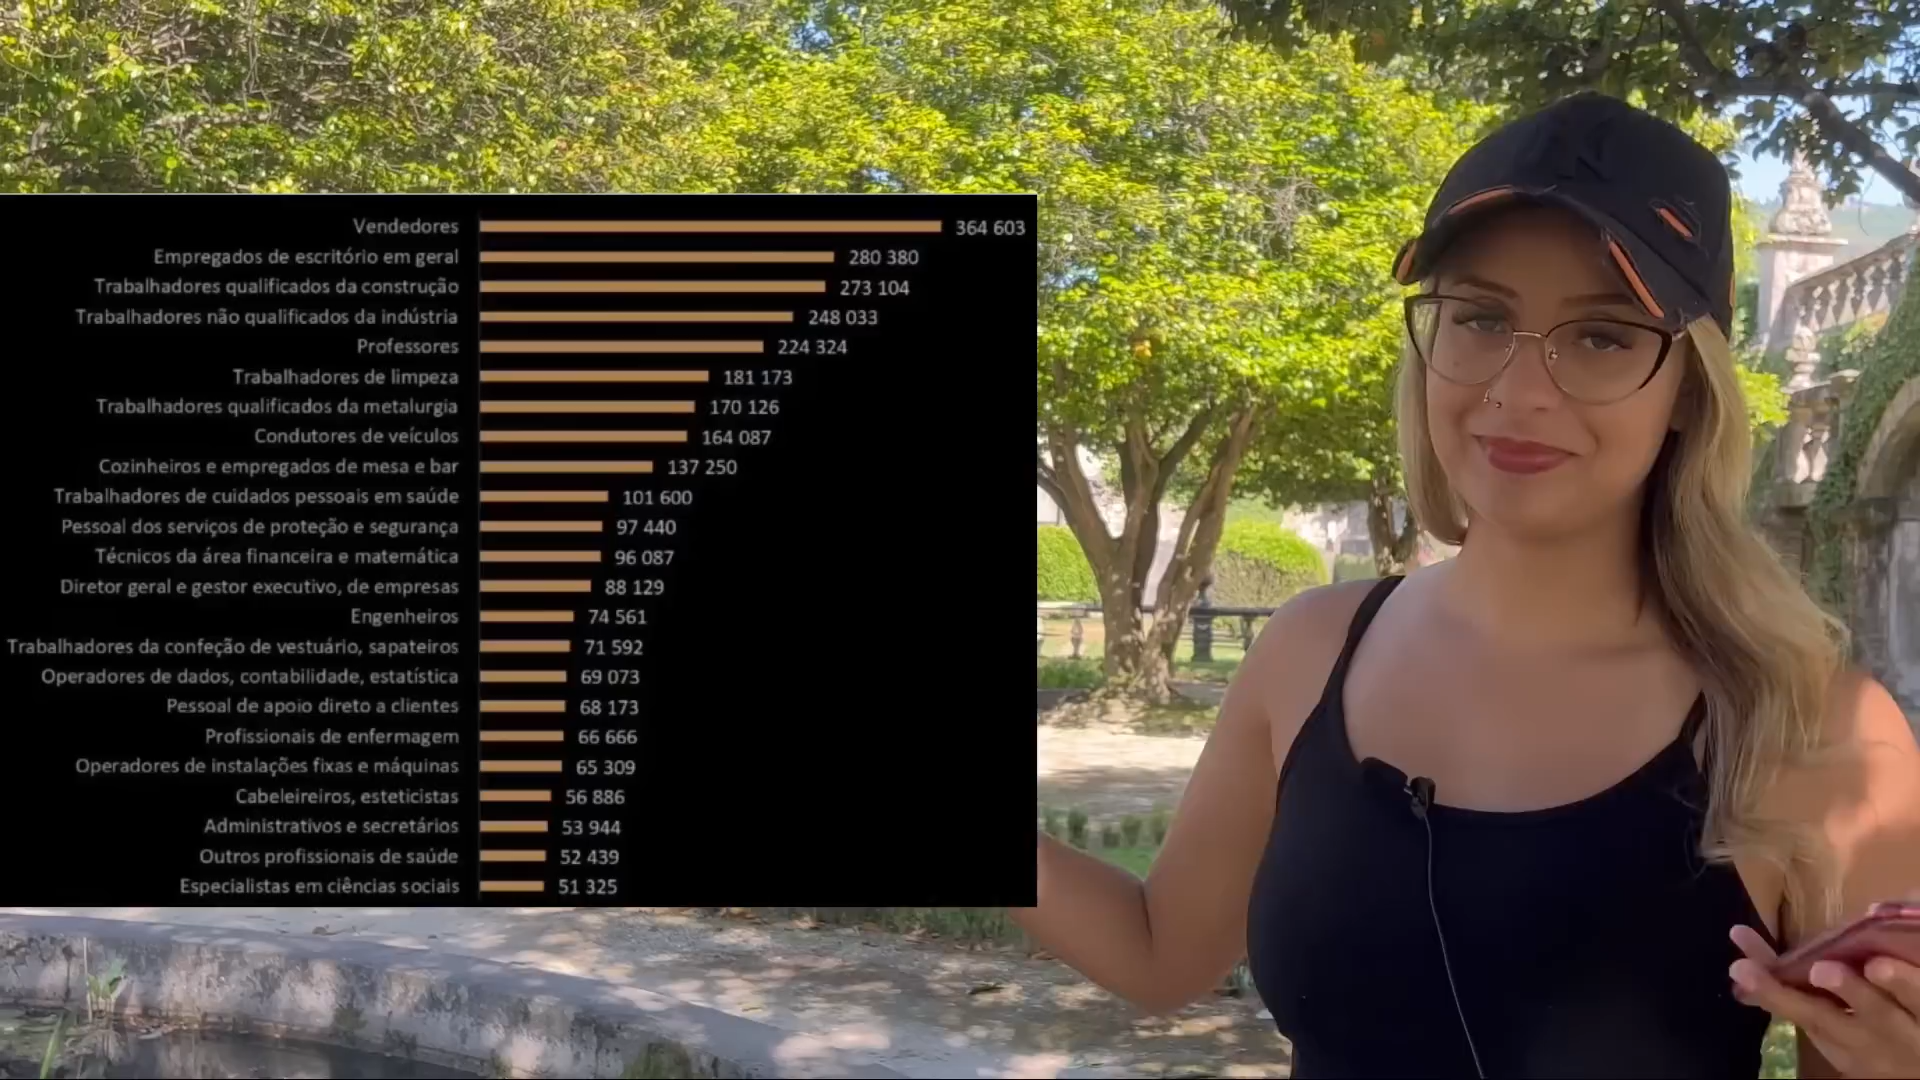 Vendedores 364 603
Empregados de escritório em geral 280 380
Trabalhadores qualificados da construção 273 104
Trabalhadores não qualificados da indústria 248 033
Professores 224 324
Trabalhadores de limpeza 181 173
Trabalhadores qualificados da metalurgia 170 126
Condutores de veículos 164 087
Cozinheiros e empregados de mesa e bar 137 250
Trabalhadores de cuidados pessoais em saúde 101 600
Pessoal dos serviços de proteção e segurança 97 440
Técnicos da área financeira e matemática 96 087
Diretor geral e gestor executivo, de empresas 88 129
Engenheiros 74 561
Trabalhadores da confeção de vestuário, sapateiros 71 592
Operadores de dados, contabilidade, estatística 69 073
Pessoal de apoio direto a clientes 68 173
Profissionais de enfermagem 66 666
Operadores de instalações fixas e máquinas 65 309
Cabeleireiros, esteticistas 56 886
Administrativos e secretários 53 944
Outros profissionais de saúde 52 439
Especialistas em ciências sociais 51 325